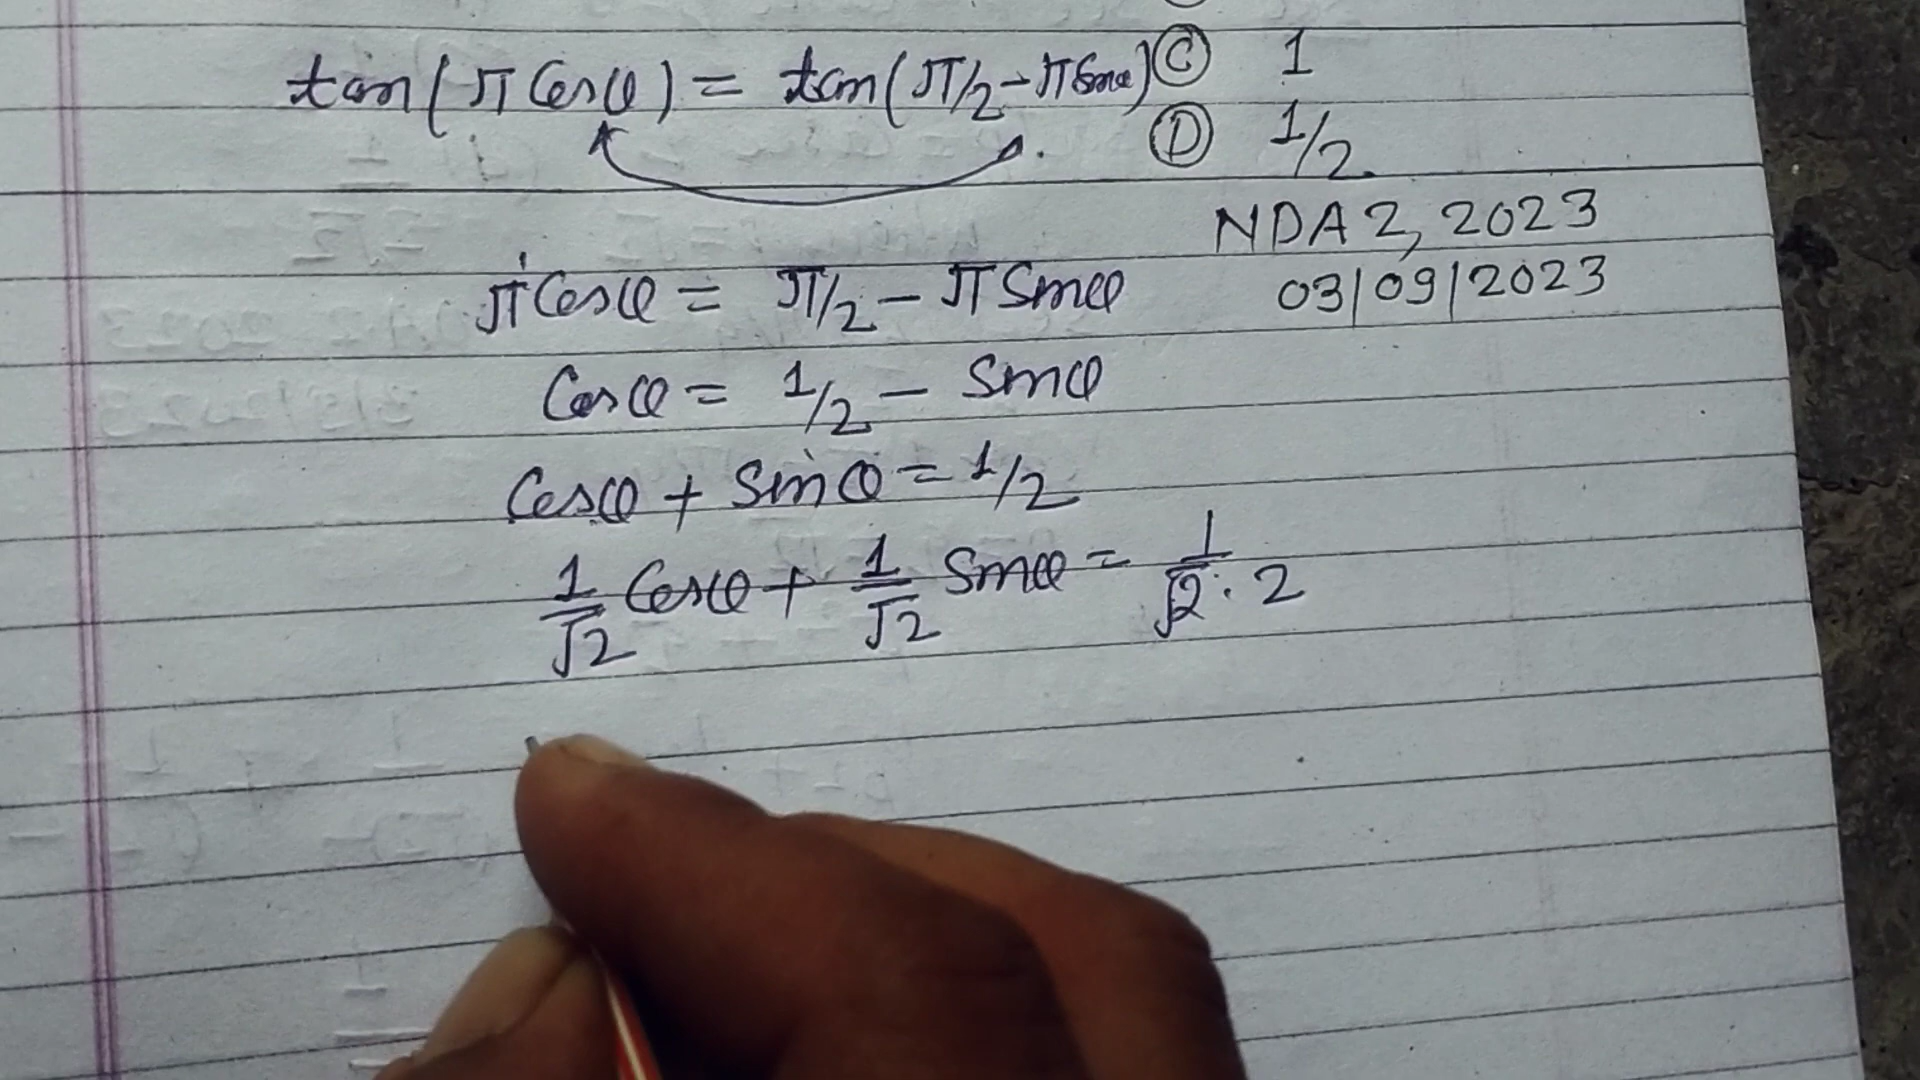 tan(π Cosθ) = tan(π/2 - π Sinθ) Ⓒ 1
Ⓓ 1/2.
NDA 2, 2023
π Cosθ = π/2 - π Sinθ 03/09/2023
Cosθ = 1/2 - Sinθ
Cosθ + Sinθ = 1/2
1/√2 Cosθ + 1/√2 Sinθ = 1/√2 . 2